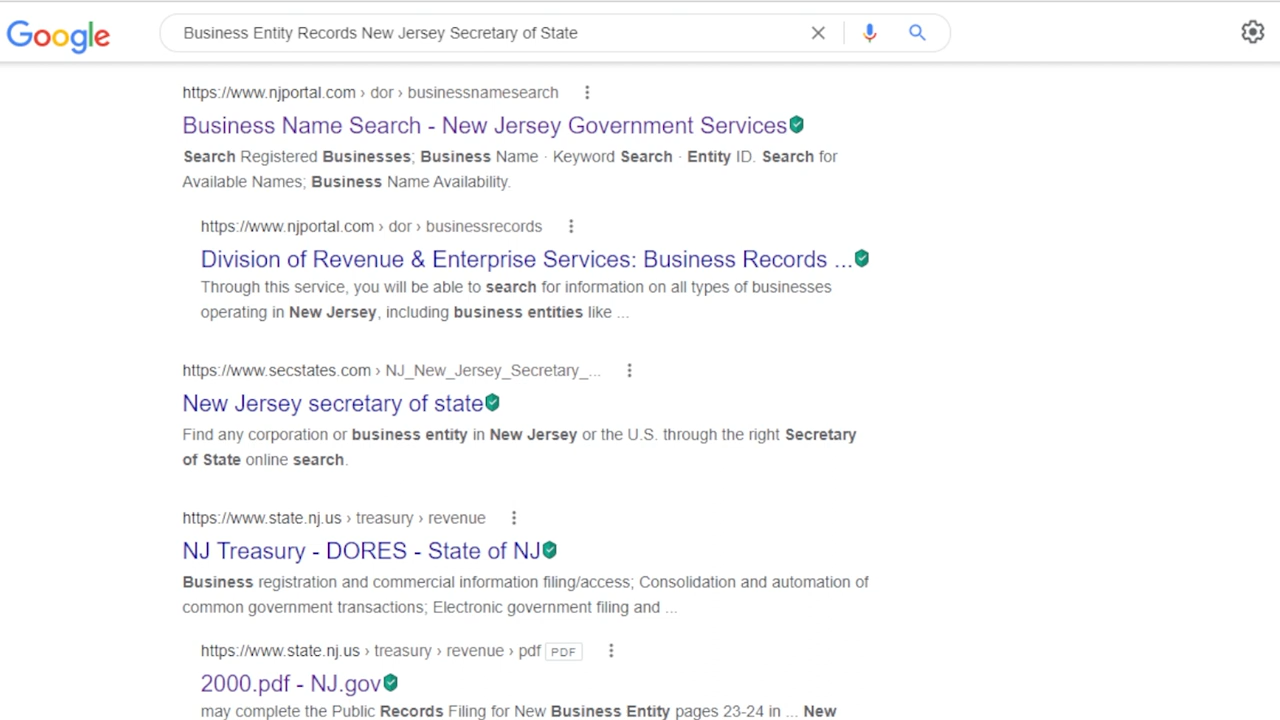 Google
Business Entity Records New Jersey Secretary of State
https://www.njportal.com › dor › businessnamesearch
Business Name Search - New Jersey Government Services
Search Registered Businesses; Business Name · Keyword Search · Entity ID. Search for
Available Names; Business Name Availability.
https://www.njportal.com › dor › businessrecords
Division of Revenue & Enterprise Services: Business Records ...
Through this service, you will be able to search for information on all types of businesses
operating in New Jersey, including business entities like ...
https://www.secstates.com › NJ_New_Jersey_Secretary_...
New Jersey secretary of state
Find any corporation or business entity in New Jersey or the U.S. through the right Secretary
of State online search.
https://www.state.nj.us › treasury › revenue
NJ Treasury - DORES - State of NJ
Business registration and commercial information filing/access; Consolidation and automation of
common government transactions; Electronic government filing and ...
https://www.state.nj.us › treasury › revenue › pdf PDF
2000.pdf - NJ.gov
may complete the Public Records Filing for New Business Entity pages 23-24 in ... New